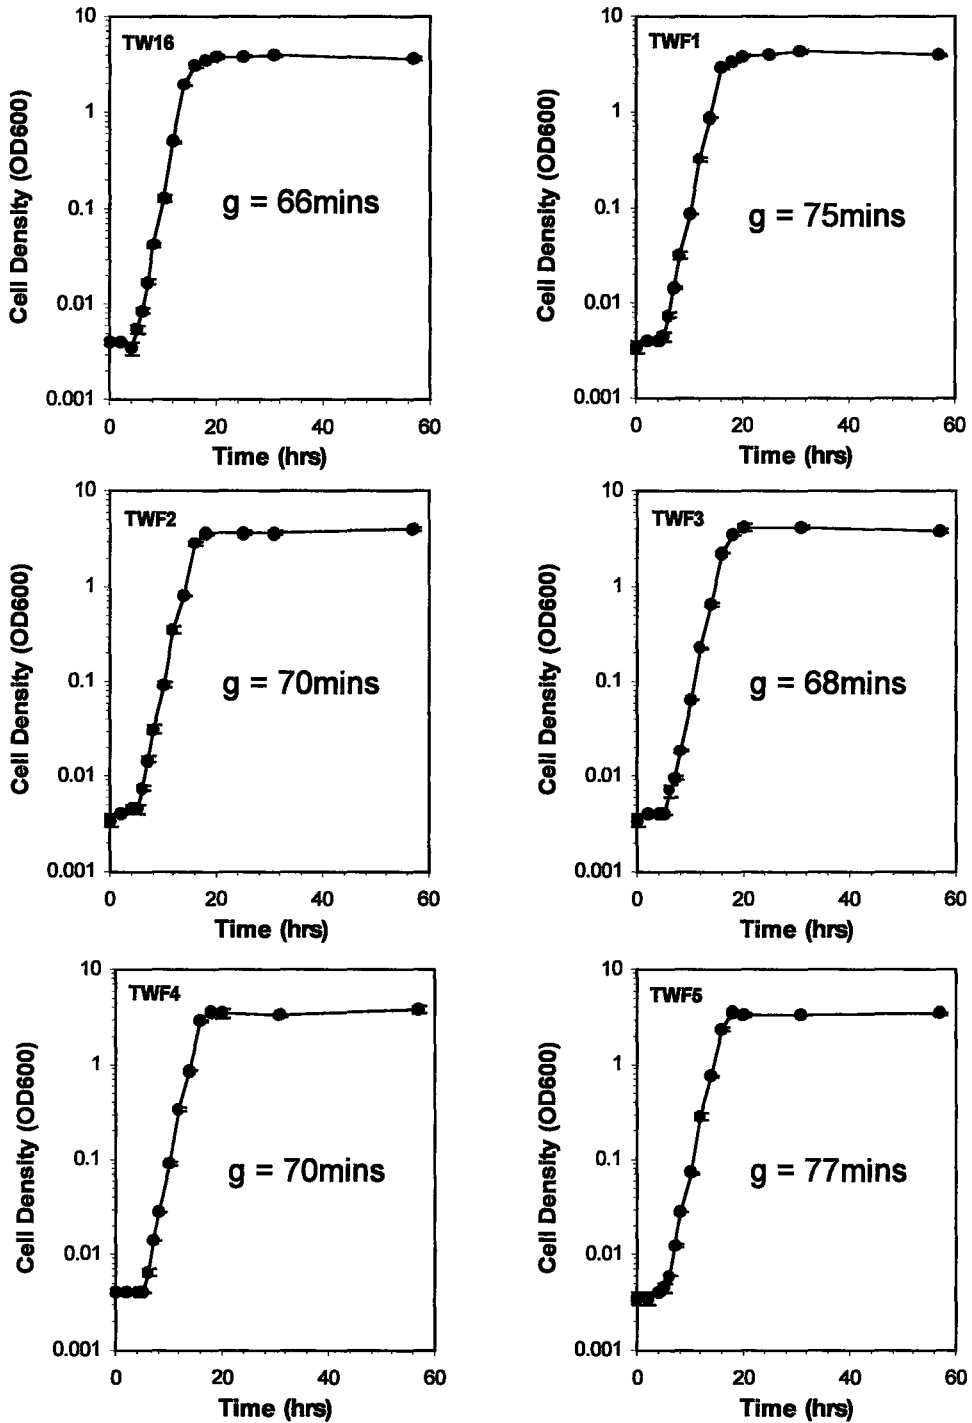 TW16
10
1
0.1
0.01
0.001
Cell Density (OD600)
g = 66mins
0 20 40 60
Time (hrs)
TWF1
10
1
0.1
0.01
0.001
Cell Density (OD600)
g = 75mins
0 20 40 60
Time (hrs)
TWF2
10
1
0.1
0.01
0.001
Cell Density (OD600)
g = 70mins
0 20 40 60
Time (hrs)
TWF3
10
1
0.1
0.01
0.001
Cell Density (OD600)
g = 68mins
0 20 40 60
Time (hrs)
TWF4
10
1
0.1
0.01
0.001
Cell Density (OD600)
g = 70mins
0 20 40 60
Time (hrs)
TWF5
10
1
0.1
0.01
0.001
Cell Density (OD600)
g = 77mins
0 20 40 60
Time (hrs)